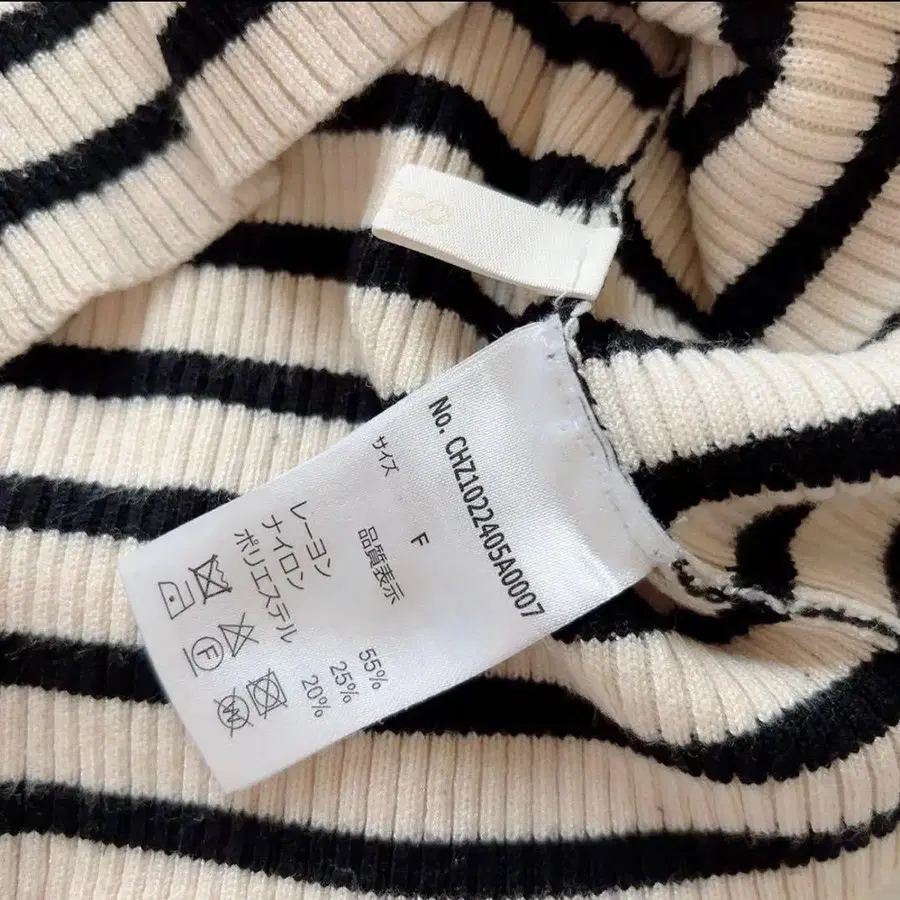 No. CHZ1022405A0007
サイズ F
品質表示
レーヨン 55%
ナイロン 25%
ポリエステル 20%
F